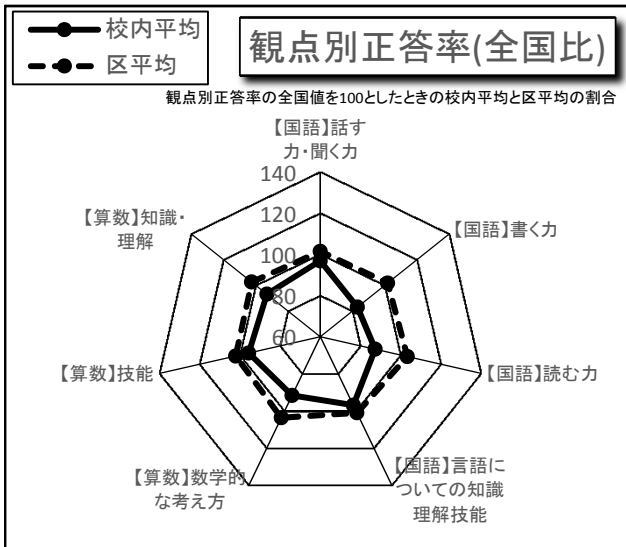 校内平均
区平均
観点別正答率(全国比)
観点別正答率の全国値を100としたときの校内平均と区平均の割合
【国語】話す
力・聞く力
【国語】書く力
【国語】読む力
【国語】言語に
ついての知識
理解技能
【算数】数学的
な考え方
【算数】技能
【算数】知識・
理解
140
120
100
80
60